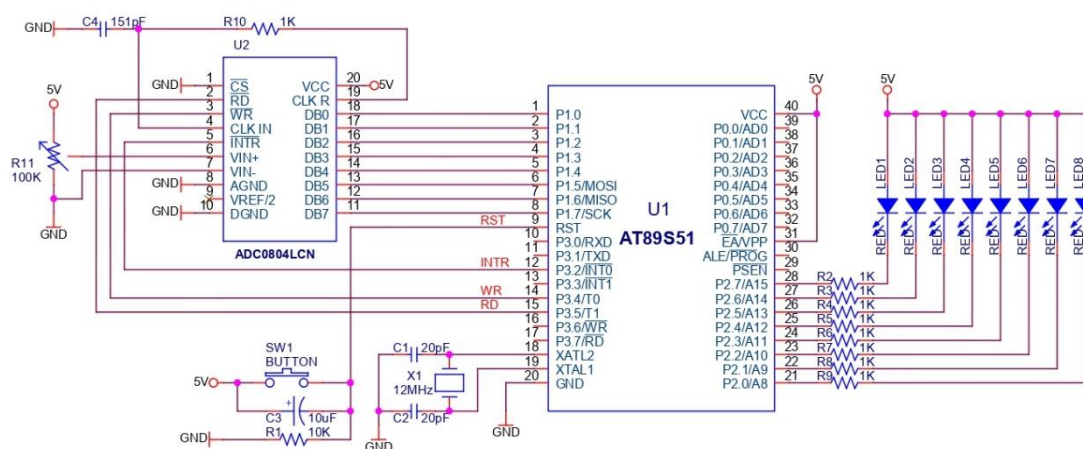 C4 151pF R10 1K
GND
U2
5V
GND 1 CS VCC 20 5V
2 RD CLK R 19
3 WR DB0 18
4 CLK IN DB1 17
5 INTR DB2 16
6 VIN+ DB3 15
7 VIN- DB4 14
GND 8 AGND DB5 13
9 VREF/2 DB6 12
GND 10 DGND DB7 11
ADC0804LCN
R11
100K
GND
RST
INTR
WR
RD
1 P1.0 VCC 40
2 P1.1 P0.0/AD0 39
3 P1.2 P0.1/AD1 38
4 P1.3 P0.2/AD2 37
5 P1.4 P0.3/AD3 36
6 P1.5/MOSI P0.4/AD4 35
7 P1.6/MISO P0.5/AD5 34
8 P1.7/SCK P0.6/AD6 33
9 RST P0.7/AD7 32
10 P3.0/RXD EA/VPP 31
11 P3.1/TXD ALE/PROG 30
12 P3.2/INT0 PSEN 29
13 P3.3/INT1 P2.7/A15 28
14 P3.4/T0 P2.6/A14 27
15 P3.5/T1 P2.5/A13 26
16 P3.6/WR P2.4/A12 25
17 P3.7/RD P2.3/A11 24
18 XATL2 P2.2/A10 23
19 XTAL1 P2.1/A9 22
20 GND P2.0/A8 21
U1
AT89S51
5V
5V
LED1 LED2 LED3 LED4 LED5 LED6 LED7 LED8
RED RED RED RED RED RED RED RED
R2 1K
R3 1K
R4 1K
R5 1K
R6 1K
R7 1K
R8 1K
R9 1K
SW1
BUTTON
5V
C3 10uF
+
GND R1 10K
C1 20pF
X1
12MHz
C2 20pF
GND
GND